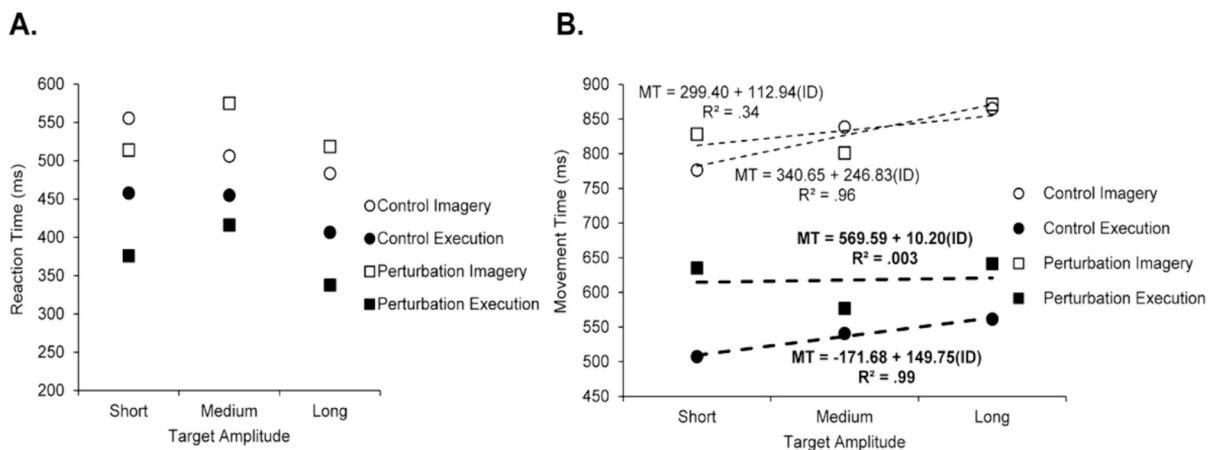 A.
600
550
500
450
400
350
300
250
200
Reaction Time (ms)
Short Medium Long
Target Amplitude
Control Imagery
Control Execution
Perturbation Imagery
Perturbation Execution
B.
900
850
800
750
700
650
600
550
500
450
Movement Time (ms)
MT = 299.40 + 112.94(ID)
R² = .34
MT = 340.65 + 246.83(ID)
R² = .96
MT = 569.59 + 10.20(ID)
R² = .003
MT = -171.68 + 149.75(ID)
R² = .99
Short Medium Long
Target Amplitude
Control Imagery
Control Execution
Perturbation Imagery
Perturbation Execution